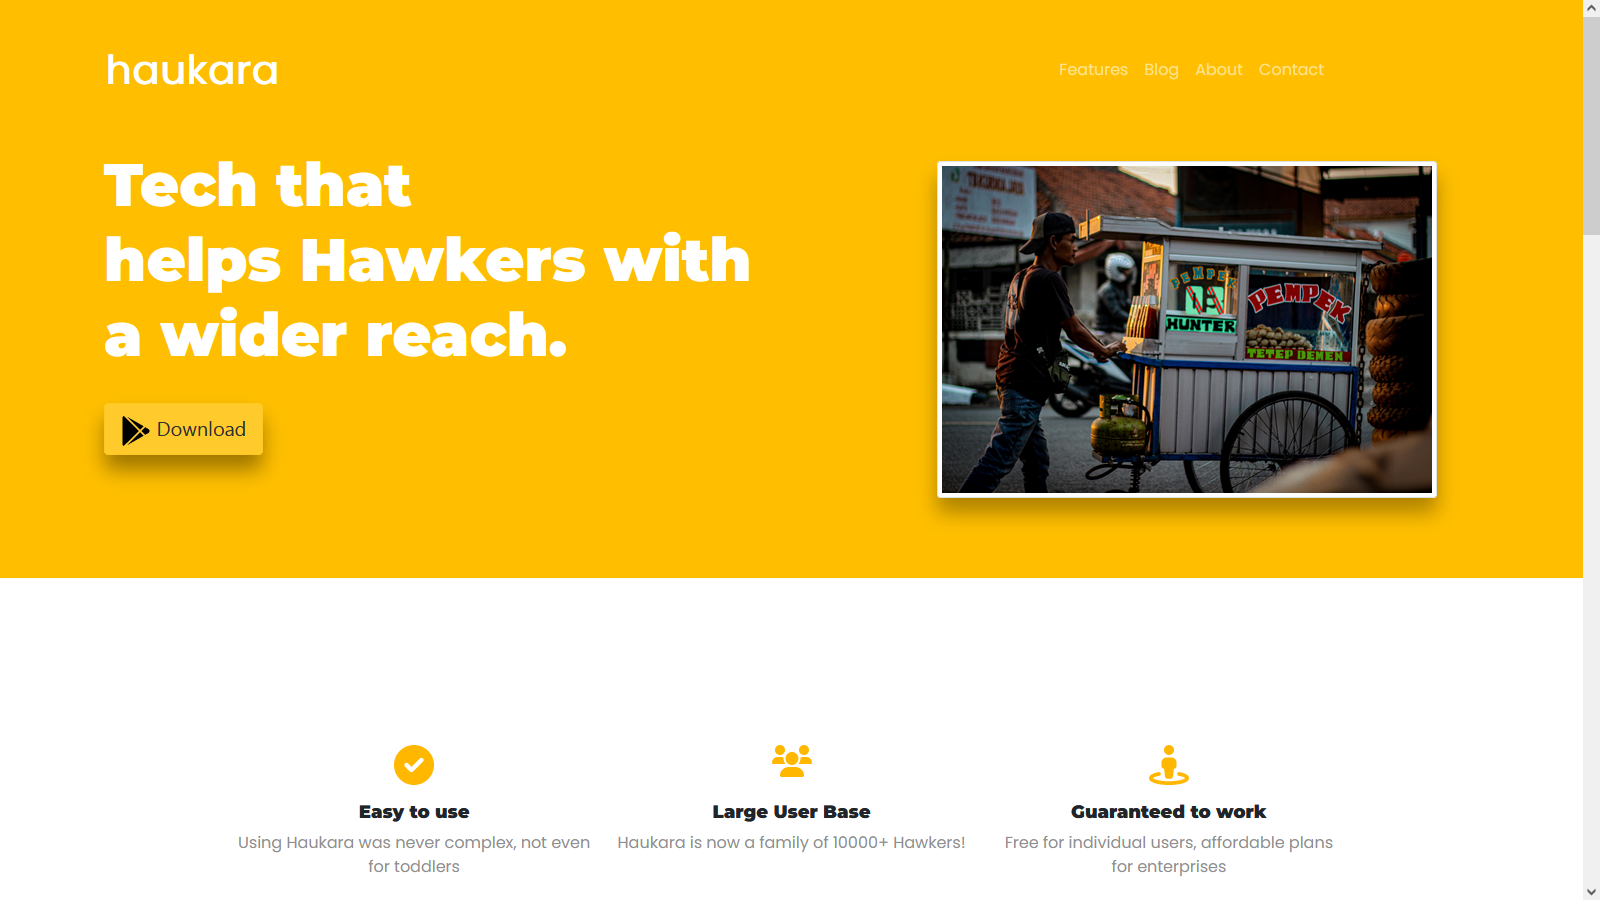 haukara
Features Blog About Contact
Tech that
helps Hawkers with
a wider reach.
Download
PEMPEK
HUNTER
PEMPEK
TETEP DEMEN
Easy to use
Using Haukara was never complex, not even
for toddlers
Large User Base
Haukara is now a family of 10000+ Hawkers!
Guaranteed to work
Free for individual users, affordable plans
for enterprises